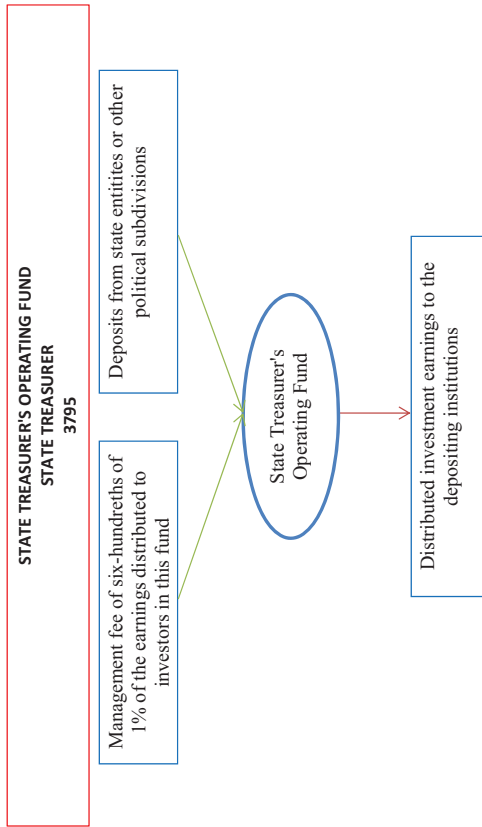 STATE TREASURER'S OPERATING FUND
STATE TREASURER
3795
Management fee of six-hundreths of
1% of the earnings distributed to
investors in this fund
Deposits from state entitites or other
political subdivisions
State Treasurer's
Operating Fund
Distributed investment earnings to the
depositing institutions